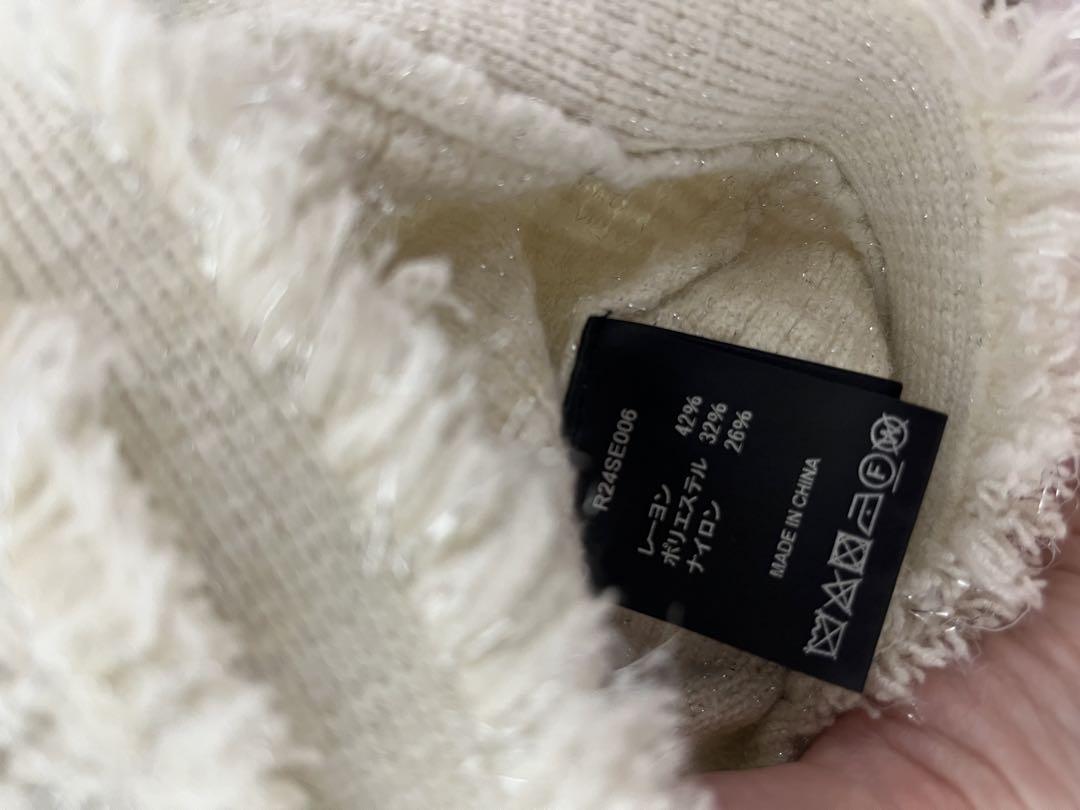 R24SE006
レーヨン 42%
ポリエステル 32%
ナイロン 26%
MADE IN CHINA
F
W